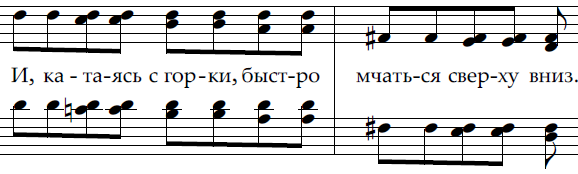 И, ка - та-ясь с гор-ки, быст-ро мчать-ся свер-ху вниз.